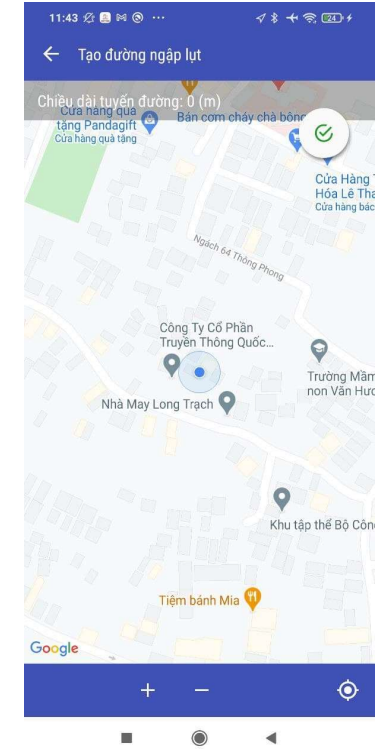 11:43
24
Tạo đường ngập lụt
Chiều dài tuyến đường: 0 (m)
Cửa hàng quà
tặng Pandagift
Cửa hàng quà tặng
Bán cơm cháy chà bông
Cửa Hàng
Hóa Lê Tha
Cửa hàng bác
Ngách 64 Thông Phong
Công Ty Cổ Phần
Truyền Thông Quốc...
Trường Mầm
non Văn Hươ
Nhà May Long Trạch
Khu tập thể Bộ Côn
Tiệm bánh Mia
Google